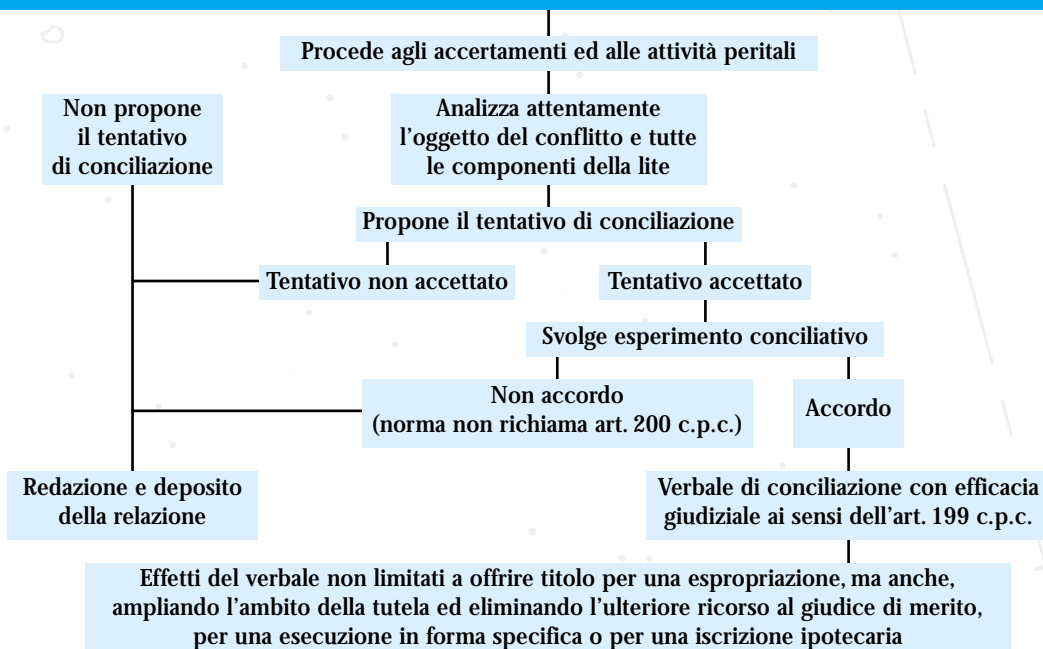 Procede agli accertamenti ed alle attività peritali
Non propone
il tentativo
di conciliazione
Analizza attentamente
l'oggetto del conflitto e tutte
le componenti della lite
Propone il tentativo di conciliazione
Tentativo non accettato
Tentativo accettato
Svolge esperimento conciliativo
Non accordo
(norma non richiama art. 200 c.p.c.)
Accordo
Redazione e deposito
della relazione
Verbale di conciliazione con efficacia
giudiziale ai sensi dell'art. 199 c.p.c.
Effetti del verbale non limitati a offrire titolo per una espropriazione, ma anche,
ampliando l'ambito della tutela ed eliminando l'ulteriore ricorso al giudice di merito,
per una esecuzione in forma specifica o per una iscrizione ipotecaria